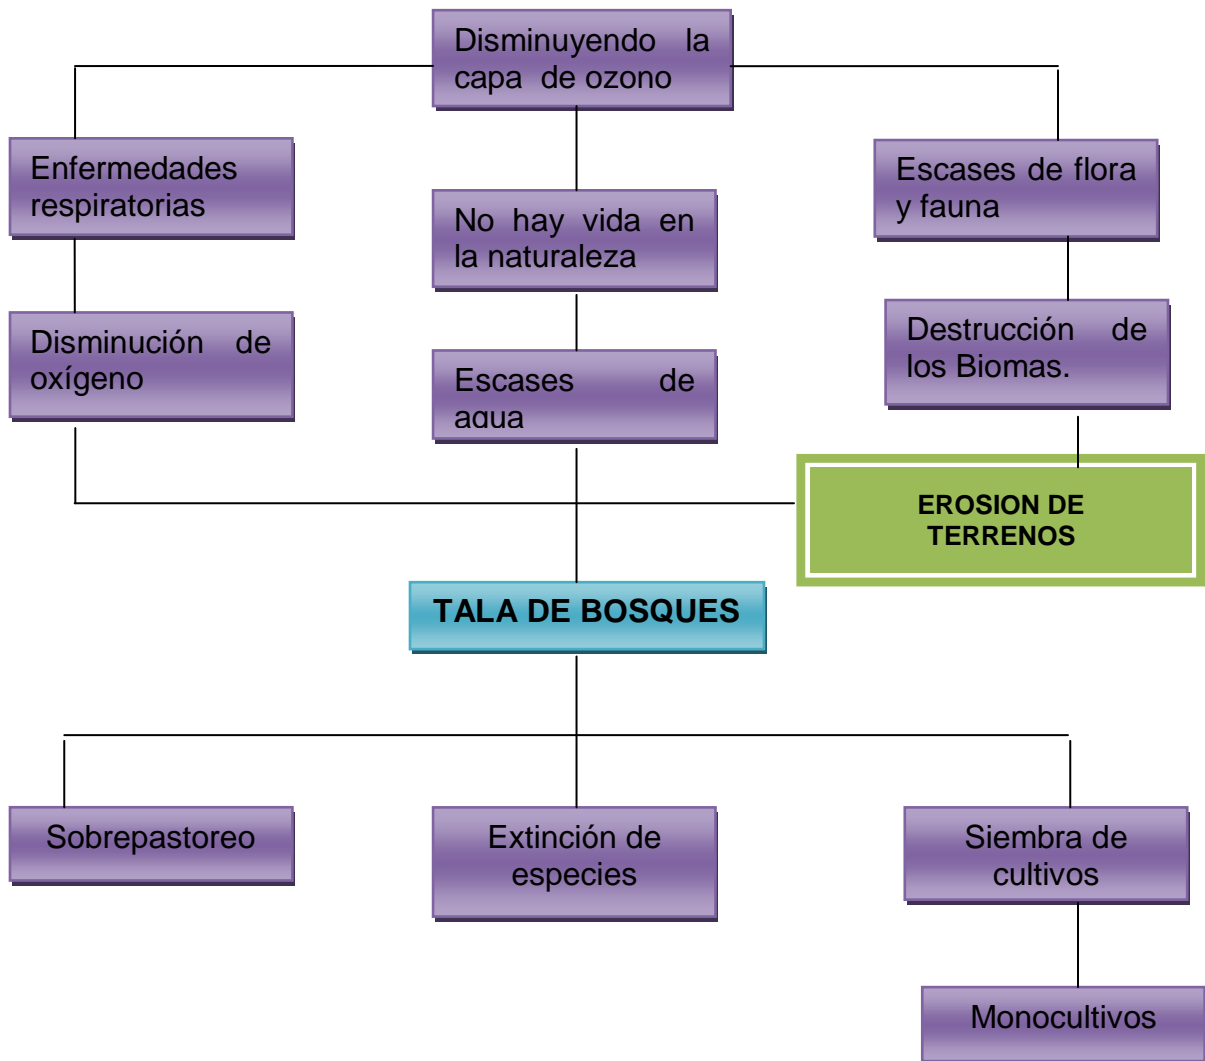 Disminuyendo la
capa de ozono
Enfermedades
respiratorias
No hay vida en
la naturaleza
Escases de flora
y fauna
Disminución de
oxígeno
Escases de
agua
Destrucción de
los Biomas.
EROSION DE
TERRENOS
TALA DE BOSQUES
Sobrepastoreo
Extinción de
especies
Siembra de
cultivos
Monocultivos